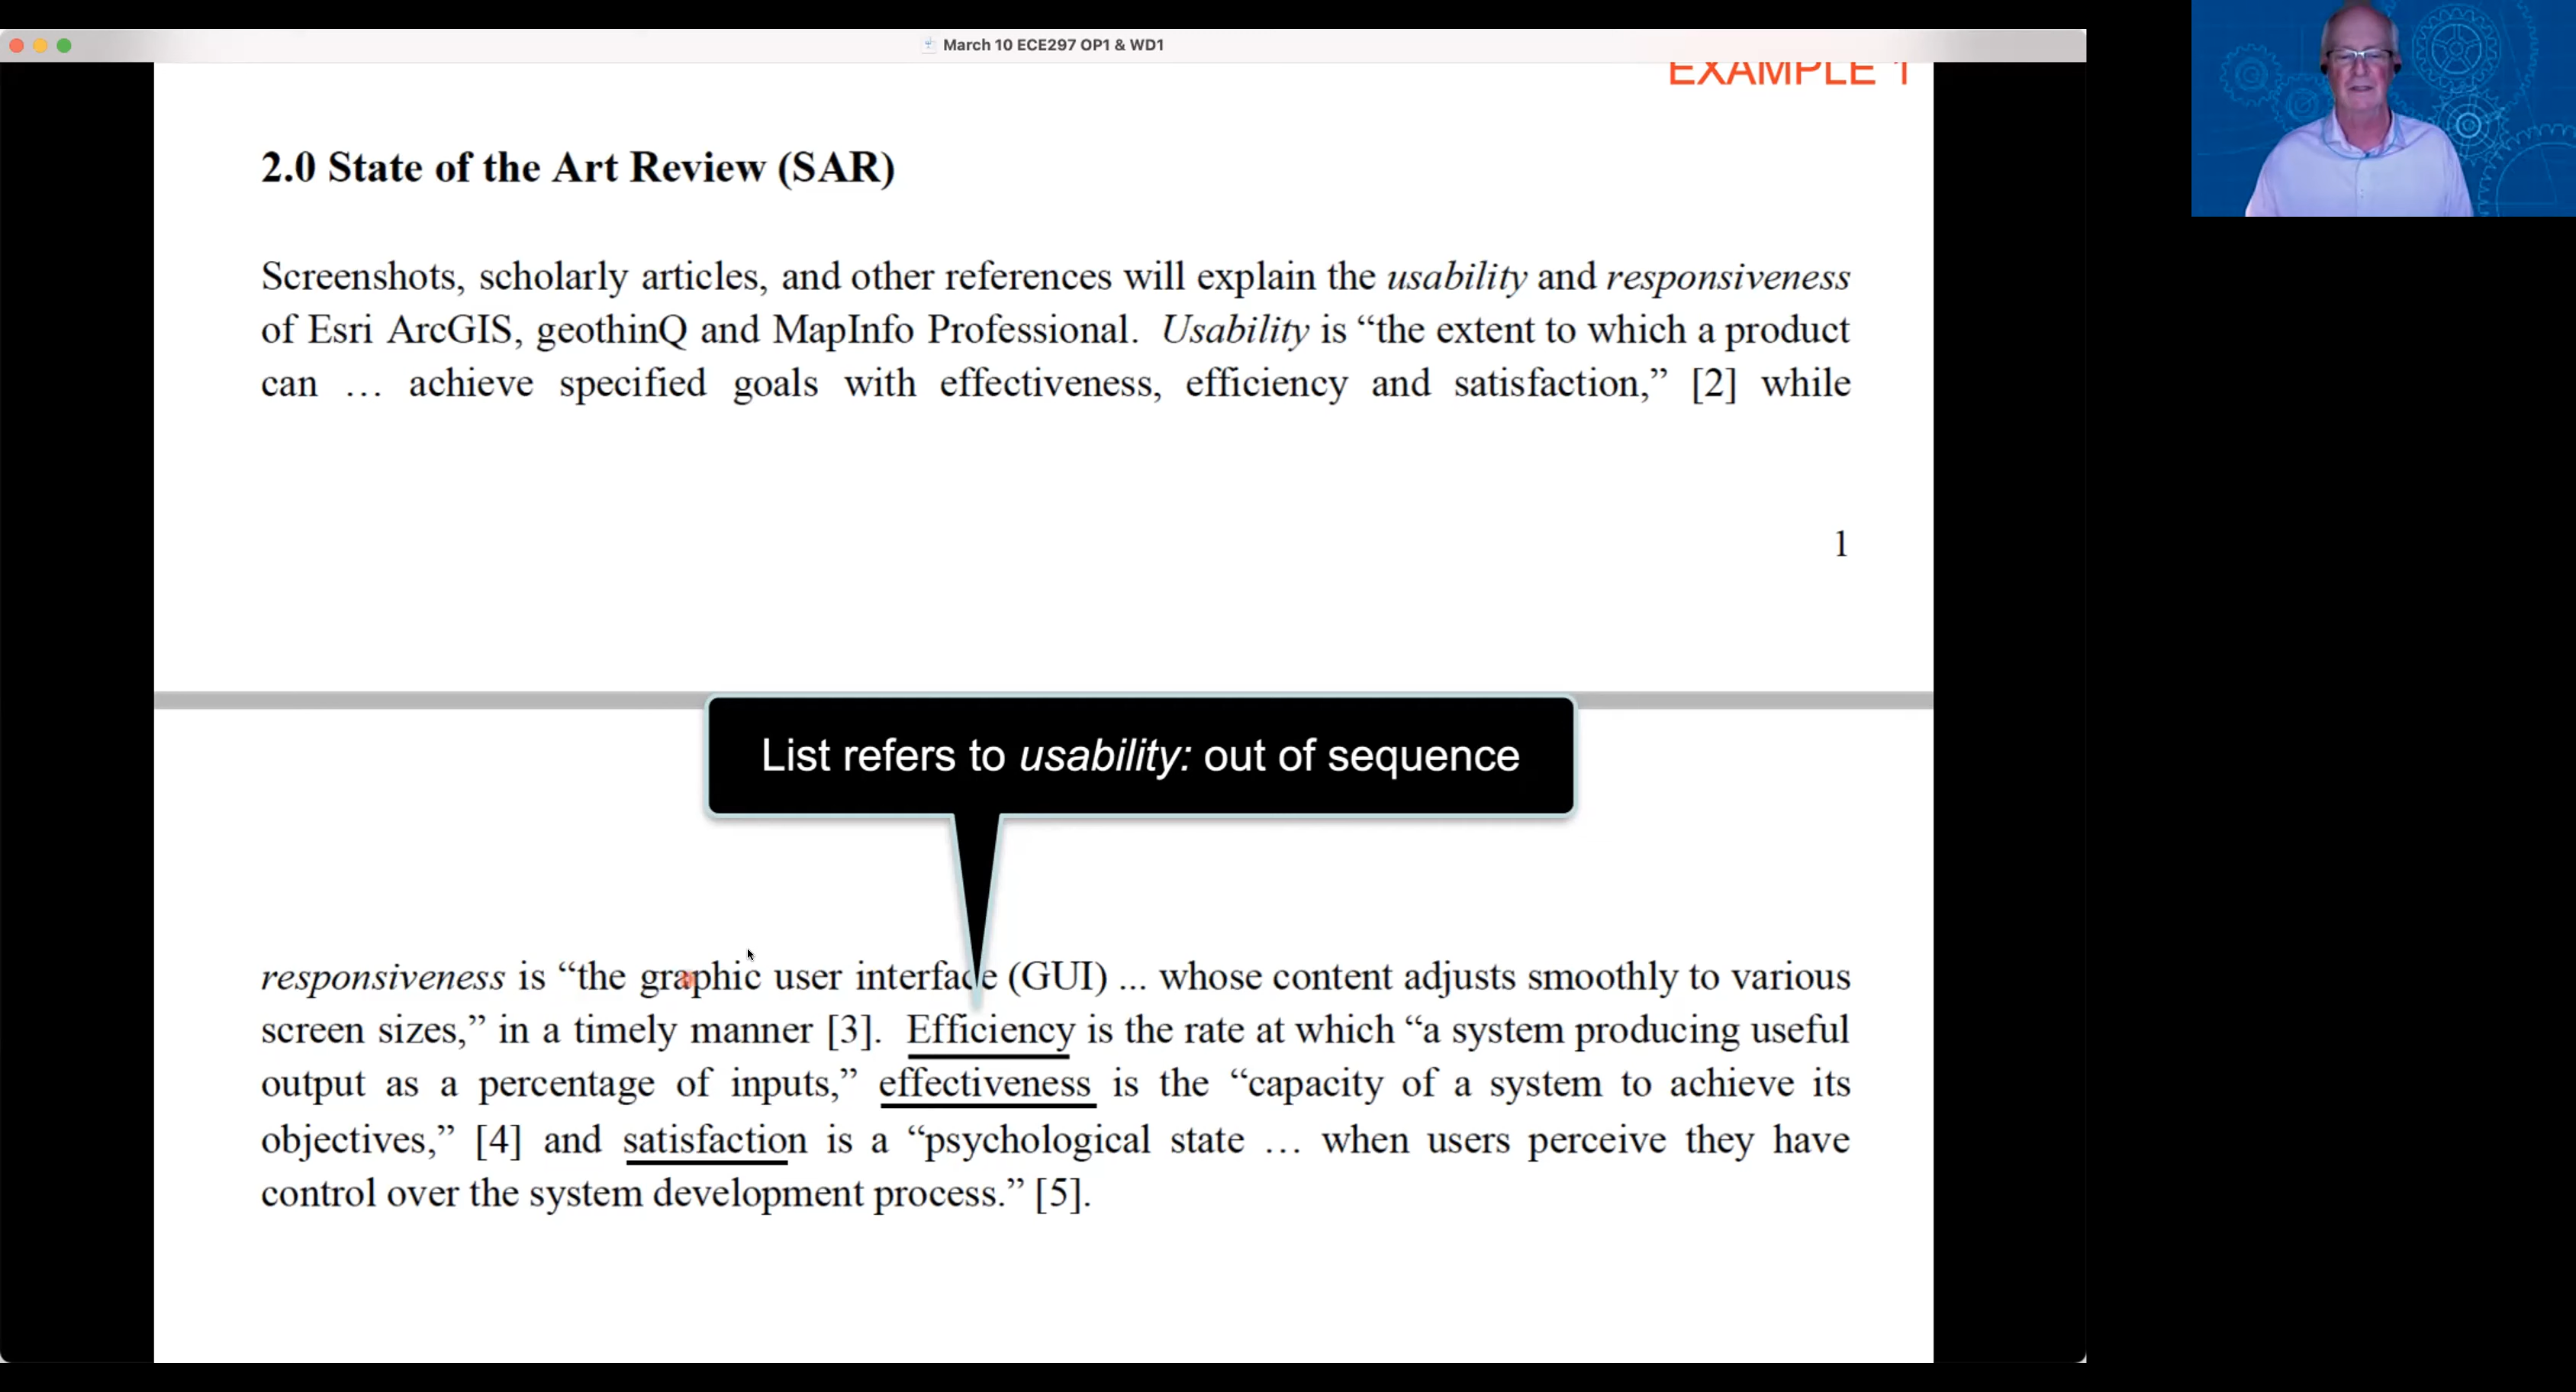 March 10 ECE297 OP1 & WD1
EXAMPLE 1
2.0 State of the Art Review (SAR)
Screenshots, scholarly articles, and other references will explain the usability and responsiveness
of Esri ArcGIS, geothinQ and MapInfo Professional. Usability is “the extent to which a product
can … achieve specified goals with effectiveness, efficiency and satisfaction,” [2] while
1
List refers to usability: out of sequence
responsiveness is “the graphic user interface (GUI) ... whose content adjusts smoothly to various
screen sizes,” in a timely manner [3]. Efficiency is the rate at which “a system producing useful
output as a percentage of inputs,” effectiveness is the “capacity of a system to achieve its
objectives,” [4] and satisfaction is a “psychological state … when users perceive they have
control over the system development process.” [5].